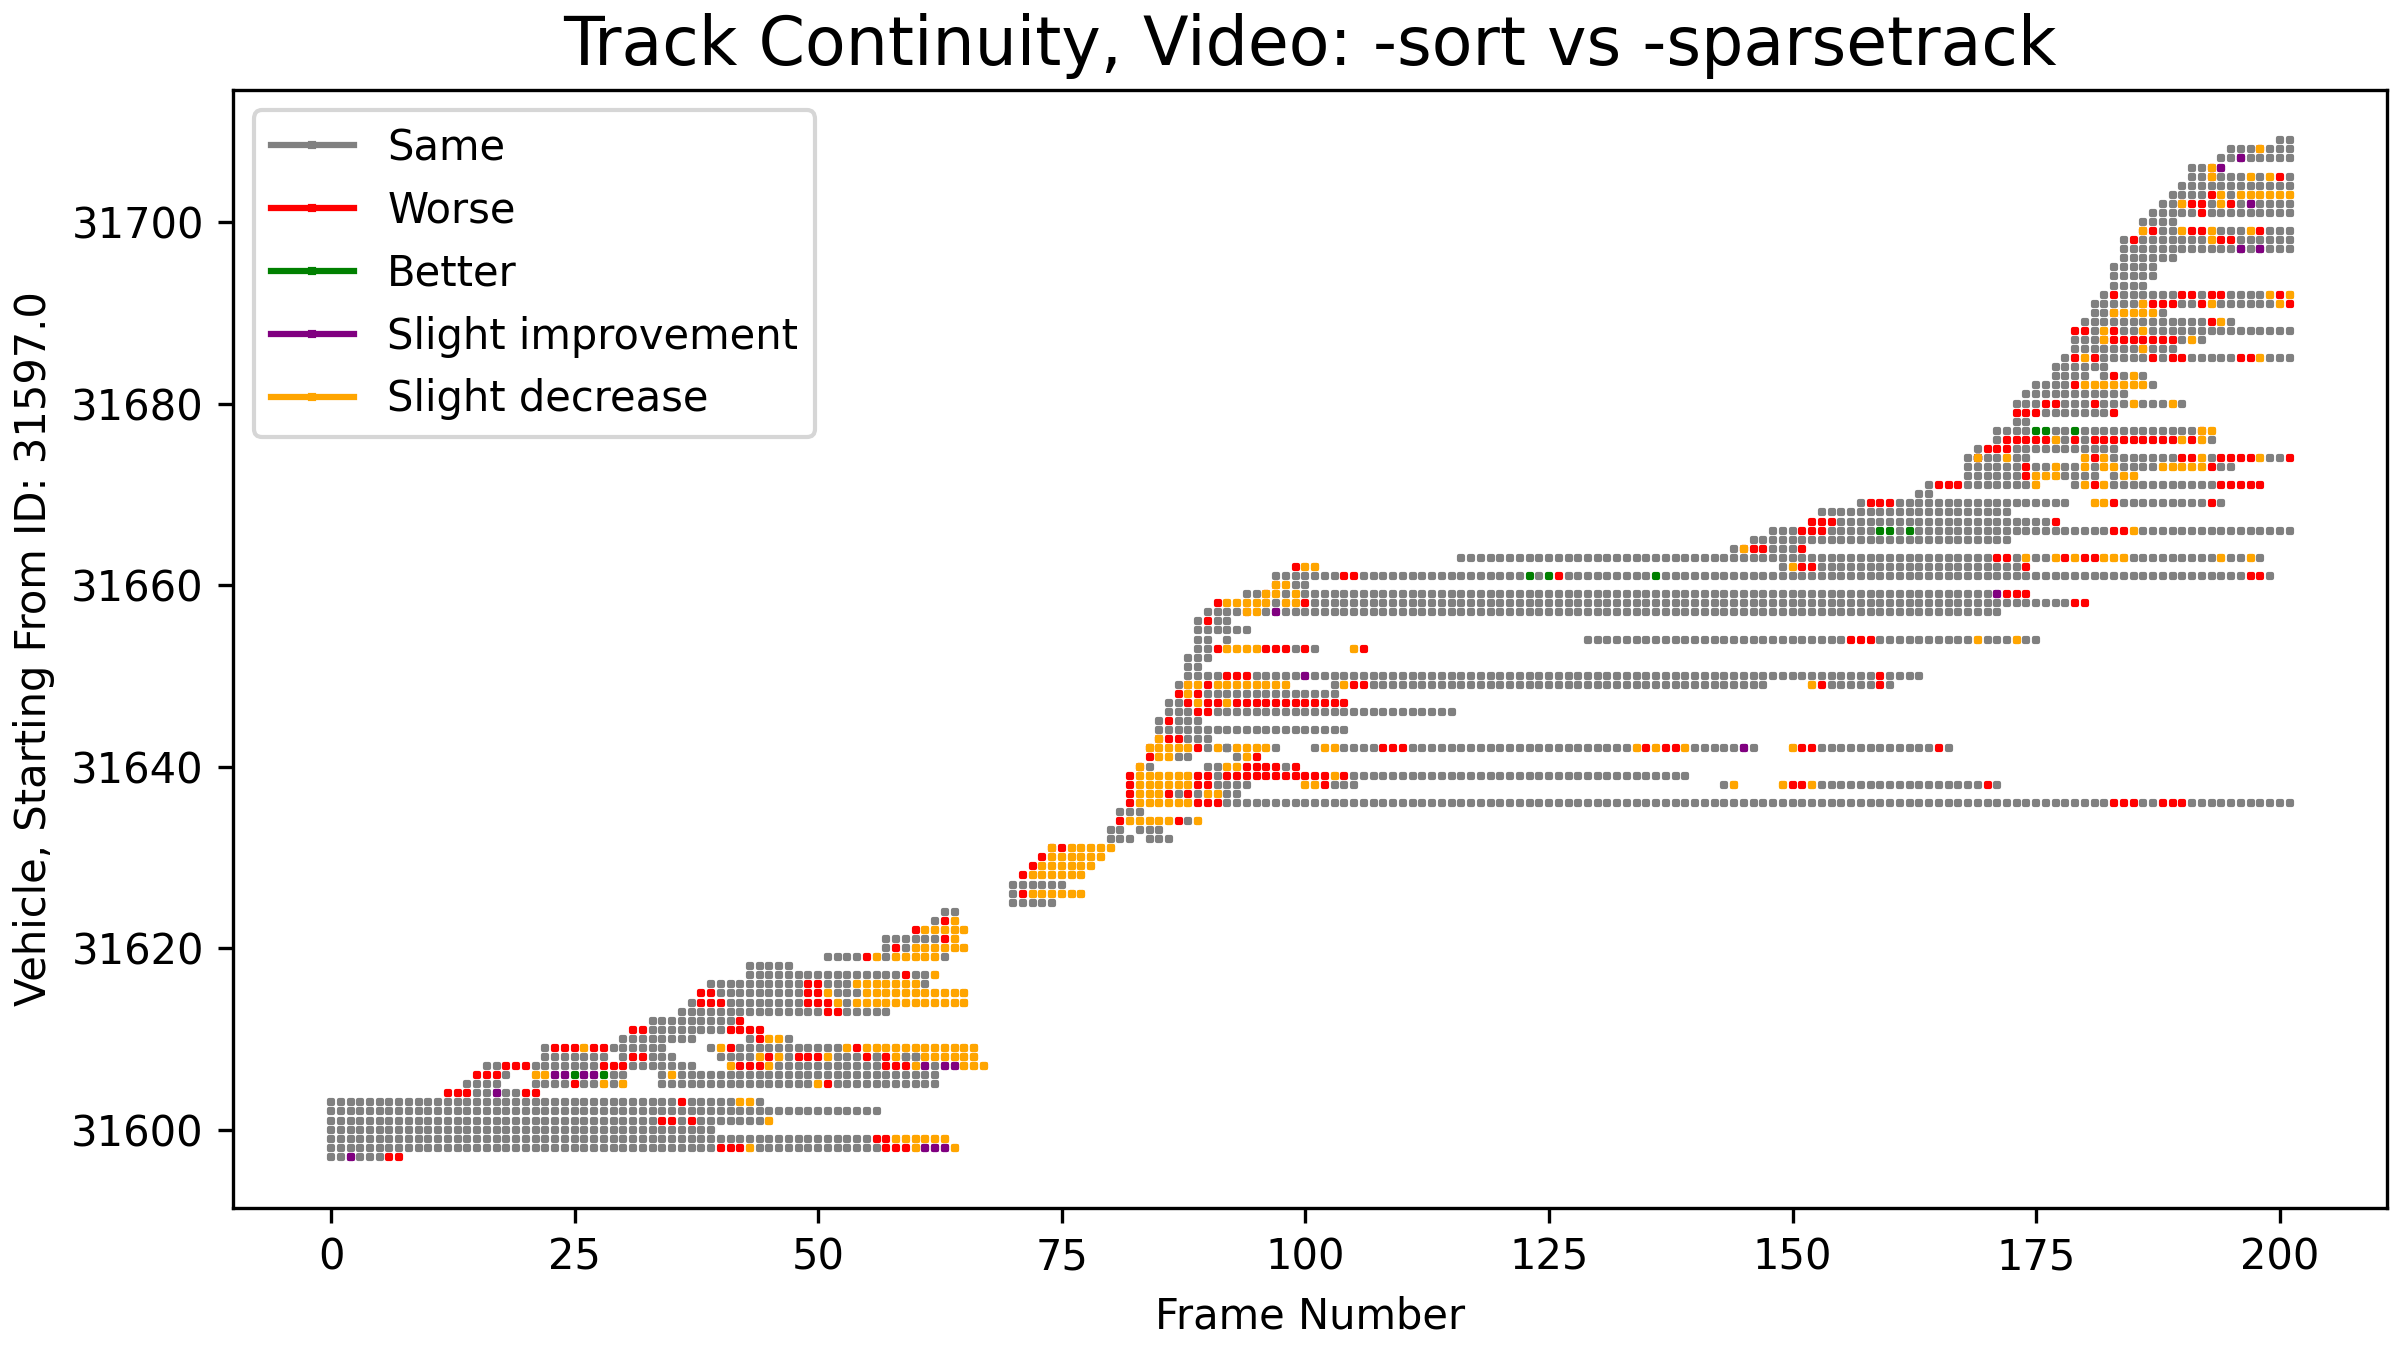 Track Continuity, Video: -sort vs -sparsetrack
Same
Worse
Better
Slight improvement
Slight decrease
Vehicle, Starting From ID: 31597.0
31700
31680
31660
31640
31620
31600
0 25 50 75 100 125 150 175 200
Frame Number